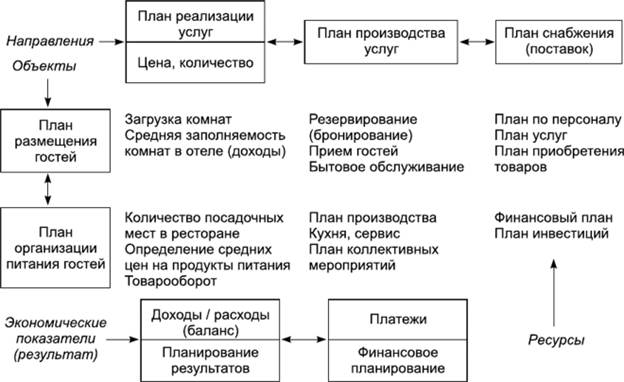 Направления
Объекты
План реализации
услуг
Цена, количество
План производства
услуг
План снабжения
(поставок)
План
размещения
гостей
Загрузка комнат
Средняя заполняемость
комнат в отеле (доходы)
Резервирование
(бронирование)
Прием гостей
Бытовое обслуживание
План по персоналу
План услуг
План приобретения
товаров
План
организации
питания гостей
Количество посадочных
мест в ресторане
Определение средних
цен на продукты питания
Товарооборот
План производства
Кухня, сервис
План коллективных
мероприятий
Финансовый план
План инвестиций
Экономические
показатели
(результат)
Доходы / расходы
(баланс)
Планирование
результатов
Платежи
Финансовое
планирование
Ресурсы